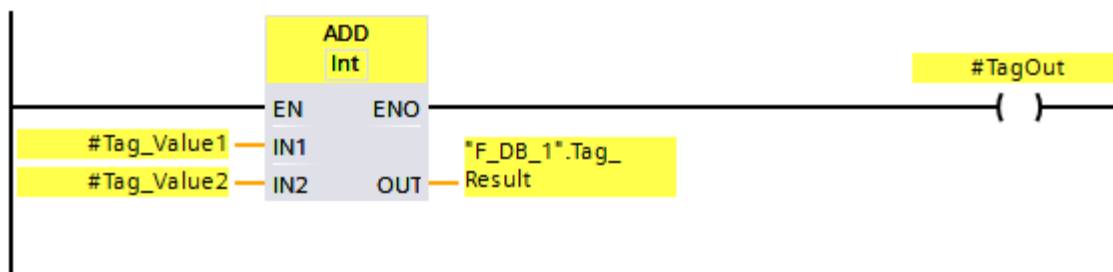 ADD
Int
#TagOut
EN ENO
#Tag_Value1 IN1
"F_DB_1".Tag_
#Tag_Value2 IN2 OUT Result